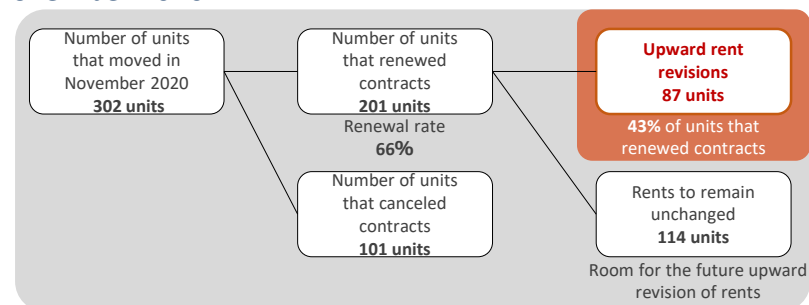 Number of units
that moved in
November 2020
302 units
Number of units
that renewed
contracts
201 units
Renewal rate
66%
Number of units
that canceled
contracts
101 units
Upward rent
revisions
87 units
43% of units that
renewed contracts
Rents to remain
unchanged
114 units
Room for the future upward
revision of rents